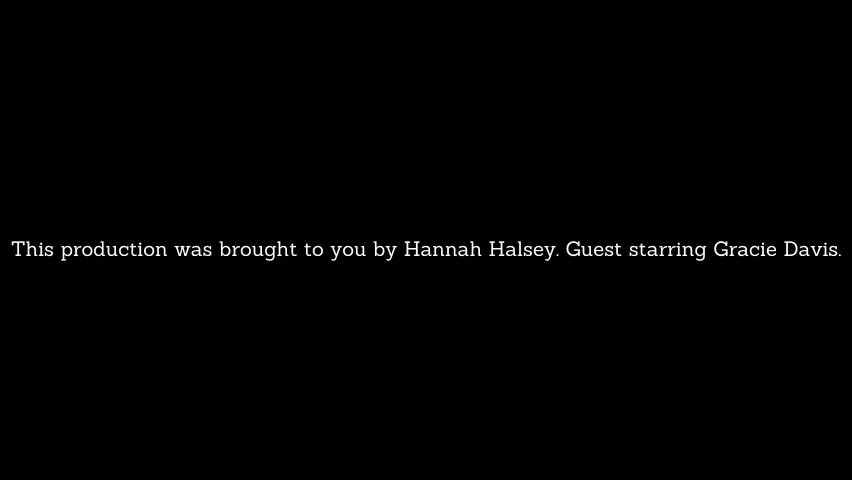 This production was brought to you by Hannah Halsey. Guest starring Gracie Davis.